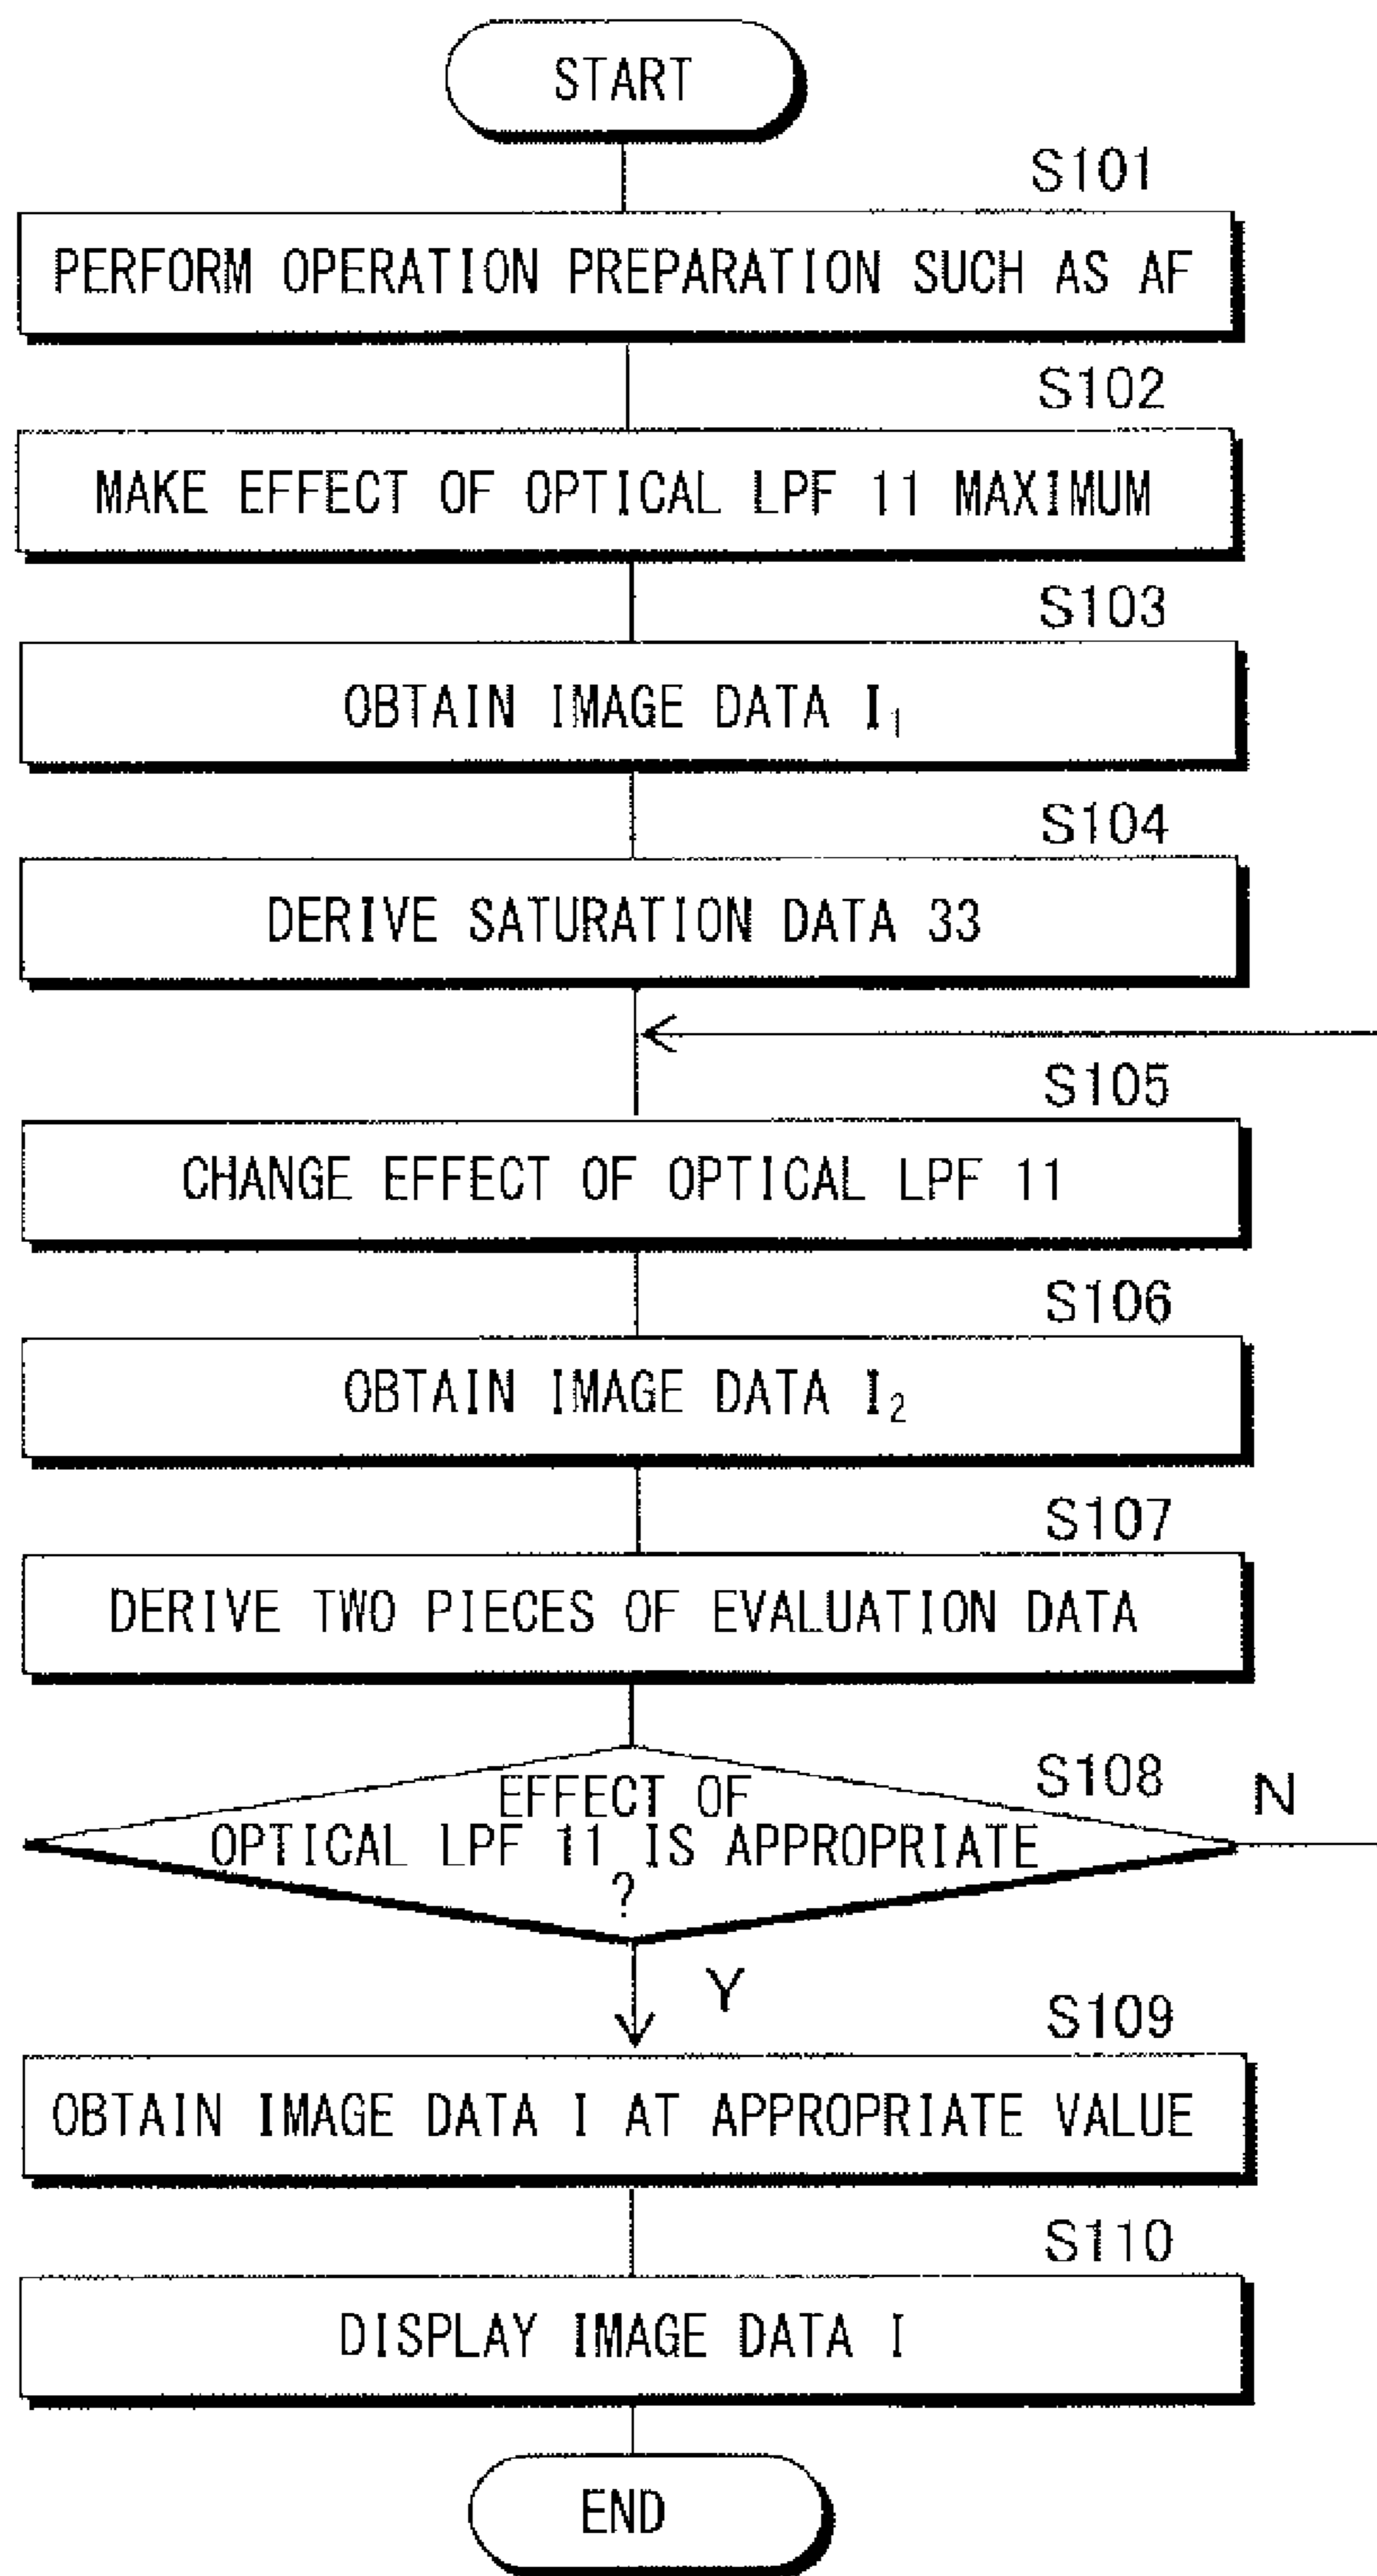 START
S101
PERFORM OPERATION PREPARATION SUCH AS AF
S102
MAKE EFFECT OF OPTICAL LPF 11 MAXIMUM
S103
OBTAIN IMAGE DATA I₁
S104
DERIVE SATURATION DATA 33
S105
CHANGE EFFECT OF OPTICAL LPF 11
S106
OBTAIN IMAGE DATA I₂
S107
DERIVE TWO PIECES OF EVALUATION DATA
S108
EFFECT OF
OPTICAL LPF 11 IS APPROPRIATE
?
N
Y
S109
OBTAIN IMAGE DATA I AT APPROPRIATE VALUE
S110
DISPLAY IMAGE DATA I
END